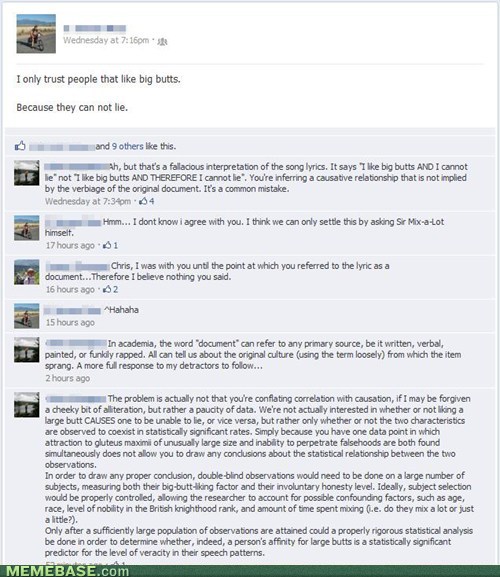 Wednesday at 7:16pm ·
I only trust people that like big butts.
Because they can not lie.
and 9 others like this.
Ah, but that's a fallacious interpretation of the song lyrics. It says "I like big butts AND I cannot
lie" not "I like big butts AND THEREFORE I cannot lie". You're inferring a causative relationship that is not implied
by the verbiage of the original document. It's a common mistake.
Wednesday at 7:34pm · 4
Hmm... I dont know i agree with you. I think we can only settle this by asking Sir Mix-a-Lot
himself.
17 hours ago · 1
Chris, I was with you until the point at which you referred to the lyric as a
document...Therefore I believe nothing you said.
16 hours ago · 2
^Hahaha
15 hours ago
In academia, the word "document" can refer to any primary source, be it written, verbal,
painted, or funkily rapped. All can tell us about the original culture (using the term loosely) from which the item
sprang. A more full response to my detractors to follow...
2 hours ago
The problem is actually not that you're conflating correlation with causation, if I may be forgiven
a cheeky bit of alliteration, but rather a paucity of data. We're not actually interested in whether or not liking a
large butt CAUSES one to be unable to lie, or vice versa, but rather only whether or not the two characteristics
are observed to coexist in statistically significant rates. Simply because you have one data point in which
attraction to gluteus maximii of unusually large size and inability to perpetrate falsehoods are both found
simultaneously does not allow you to draw any conclusions about the statistical relationship between the two
observations.
In order to draw any proper conclusion, double-blind observations would need to be done on a large number of
subjects, measuring both their big-butt-liking factor and their involuntary honesty level. Ideally, subject selection
would be properly controlled, allowing the researcher to account for possible confounding factors, such as age,
race, level of nobility in the British knighthood rank, and amount of time spent mixing (i.e. do they mix a lot or just
a little?).
Only after a sufficiently large population of observations are attained could a properly rigorous statistical analysis
be done in order to determine whether, indeed, a person's affinity for large butts is a statistically significant
predictor for the level of veracity in their speech patterns.
MEMEBASE.com